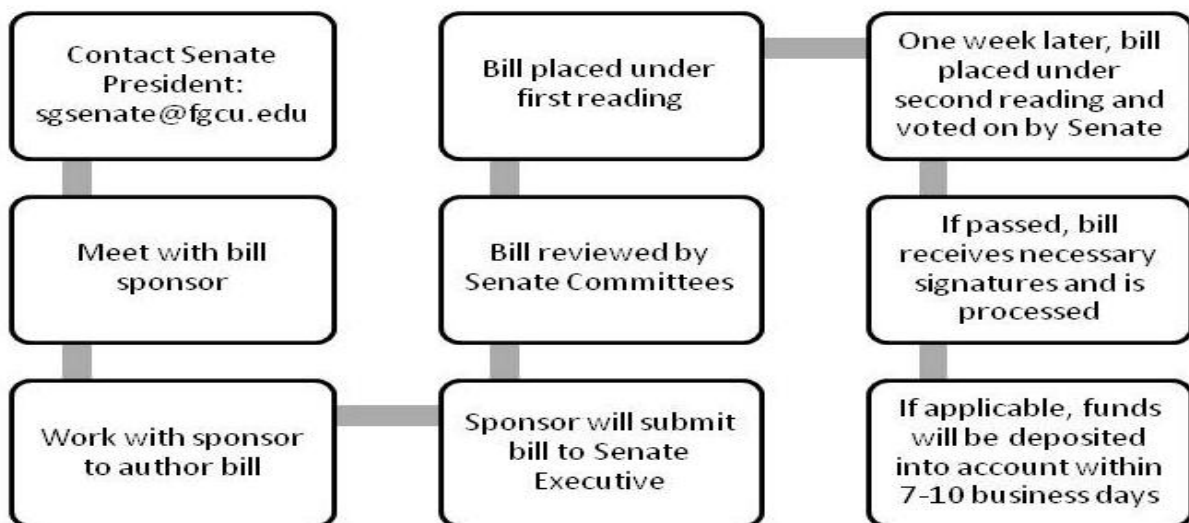 Contact Senate
President:
sgsenate@fgcu.edu
Meet with bill
sponsor
Work with sponsor
to author bill
Sponsor will submit
bill to Senate
Executive
Bill reviewed by
Senate Committees
Bill placed under
first reading
One week later, bill
placed under
second reading and
voted on by Senate
If passed, bill
receives necessary
signatures and is
processed
If applicable, funds
will be deposited
into account within
7-10 business days